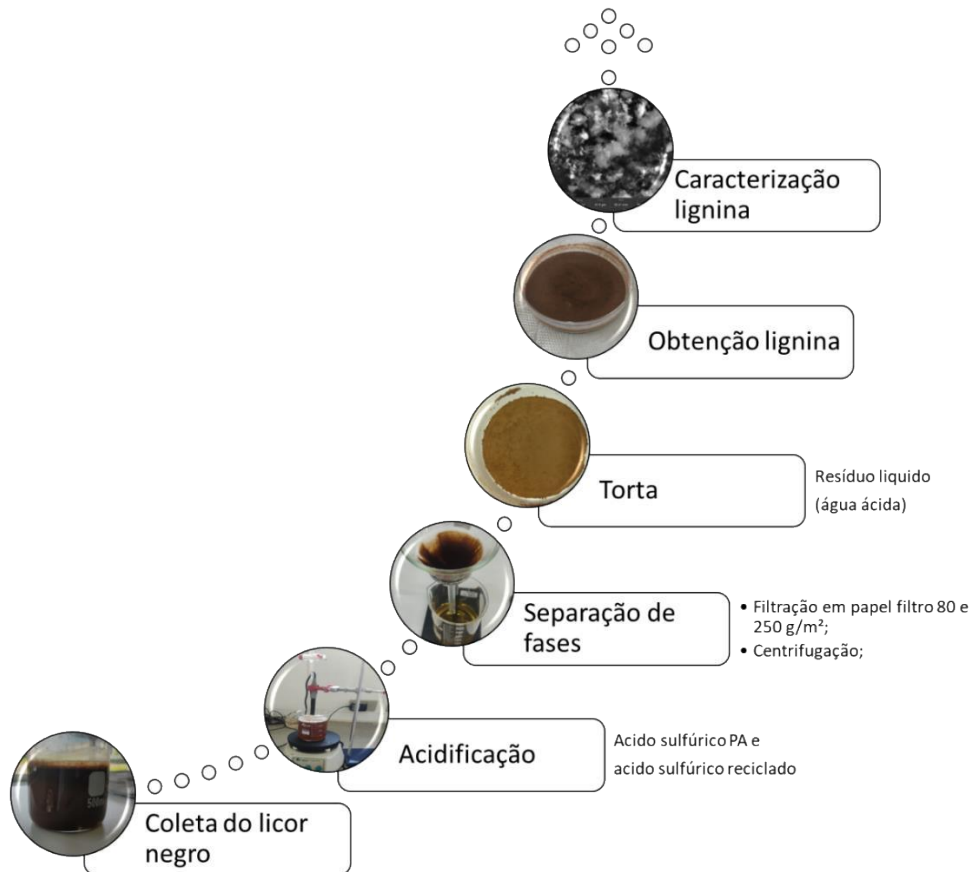 Caracterização
lignina
Obtenção lignina
Torta
Resíduo liquido
(água ácida)
Separação de
fases
• Filtração em papel filtro 80 e
250 g/m²;
• Centrifugação;
Acidificação
Acido sulfúrico PA e
acido sulfúrico reciclado
Coleta do licor
negro
500